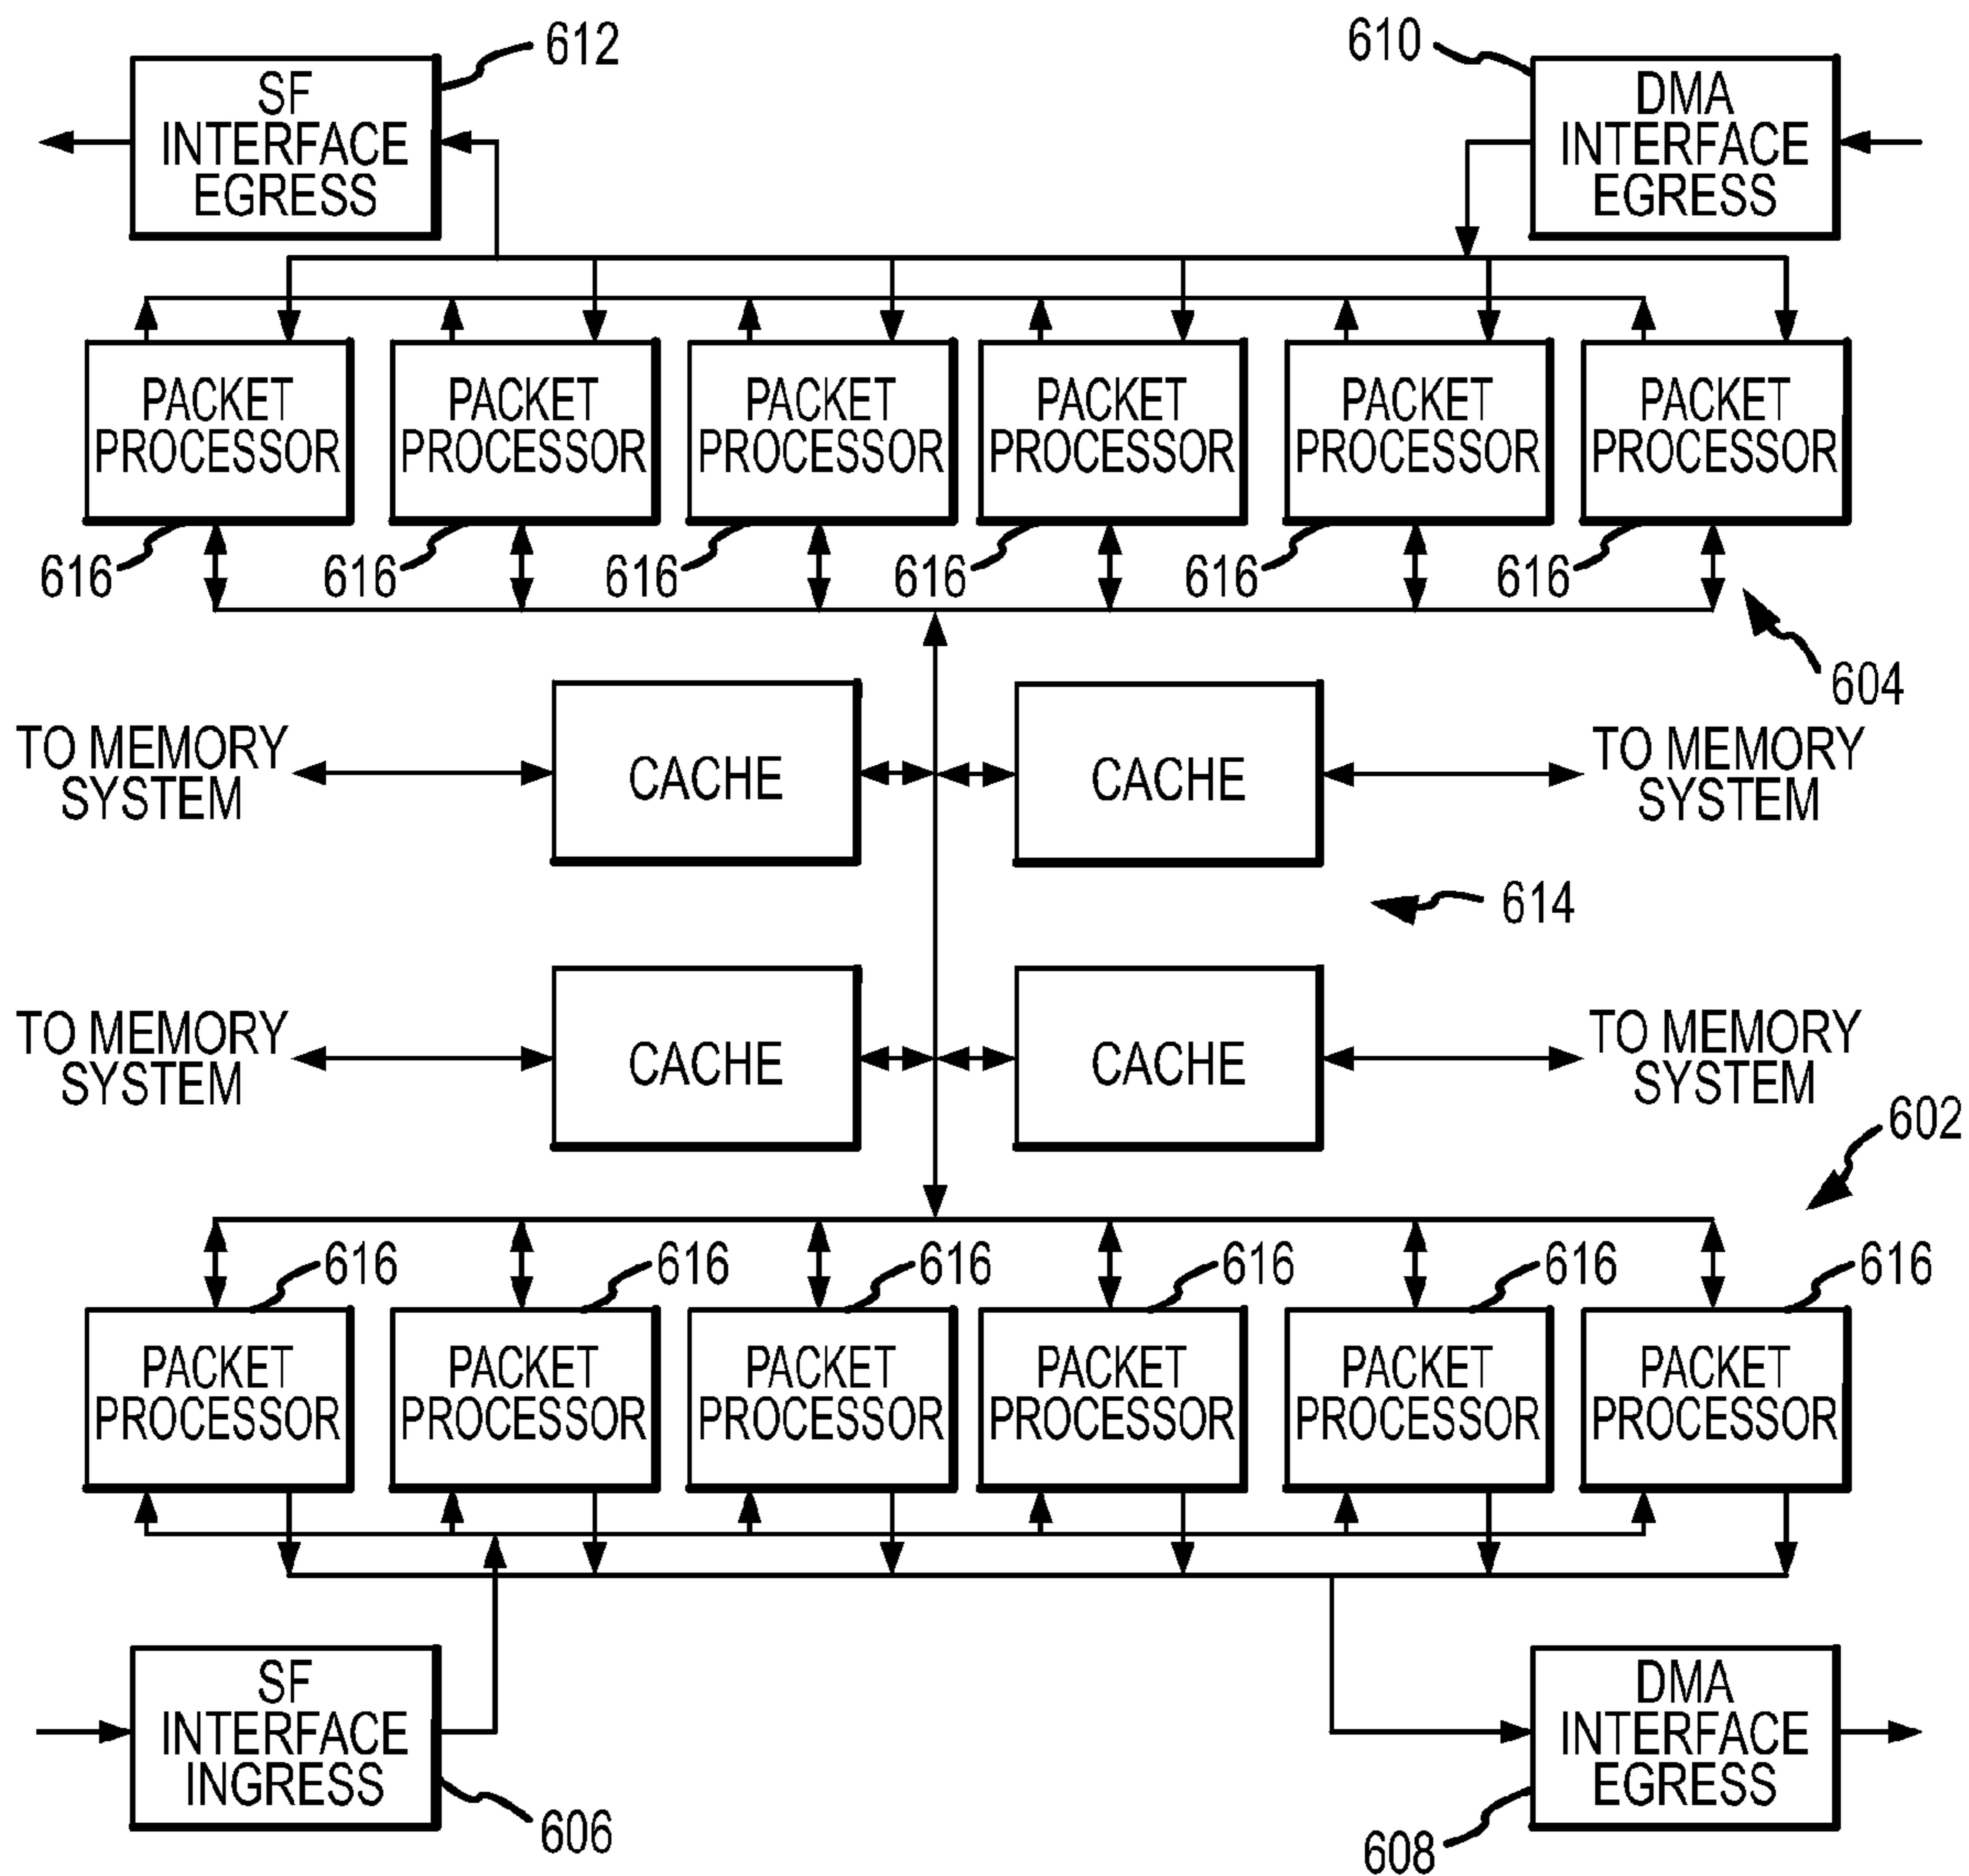 612
610
SF
INTERFACE
EGRESS
DMA
INTERFACE
EGRESS
PACKET
PROCESSOR
PACKET
PROCESSOR
PACKET
PROCESSOR
PACKET
PROCESSOR
PACKET
PROCESSOR
PACKET
PROCESSOR
616
616
616
616
616
616
604
TO MEMORY
SYSTEM
CACHE
CACHE
TO MEMORY
SYSTEM
614
TO MEMORY
SYSTEM
CACHE
CACHE
TO MEMORY
SYSTEM
602
616
616
616
616
616
616
PACKET
PROCESSOR
PACKET
PROCESSOR
PACKET
PROCESSOR
PACKET
PROCESSOR
PACKET
PROCESSOR
PACKET
PROCESSOR
SF
INTERFACE
INGRESS
DMA
INTERFACE
EGRESS
606
608